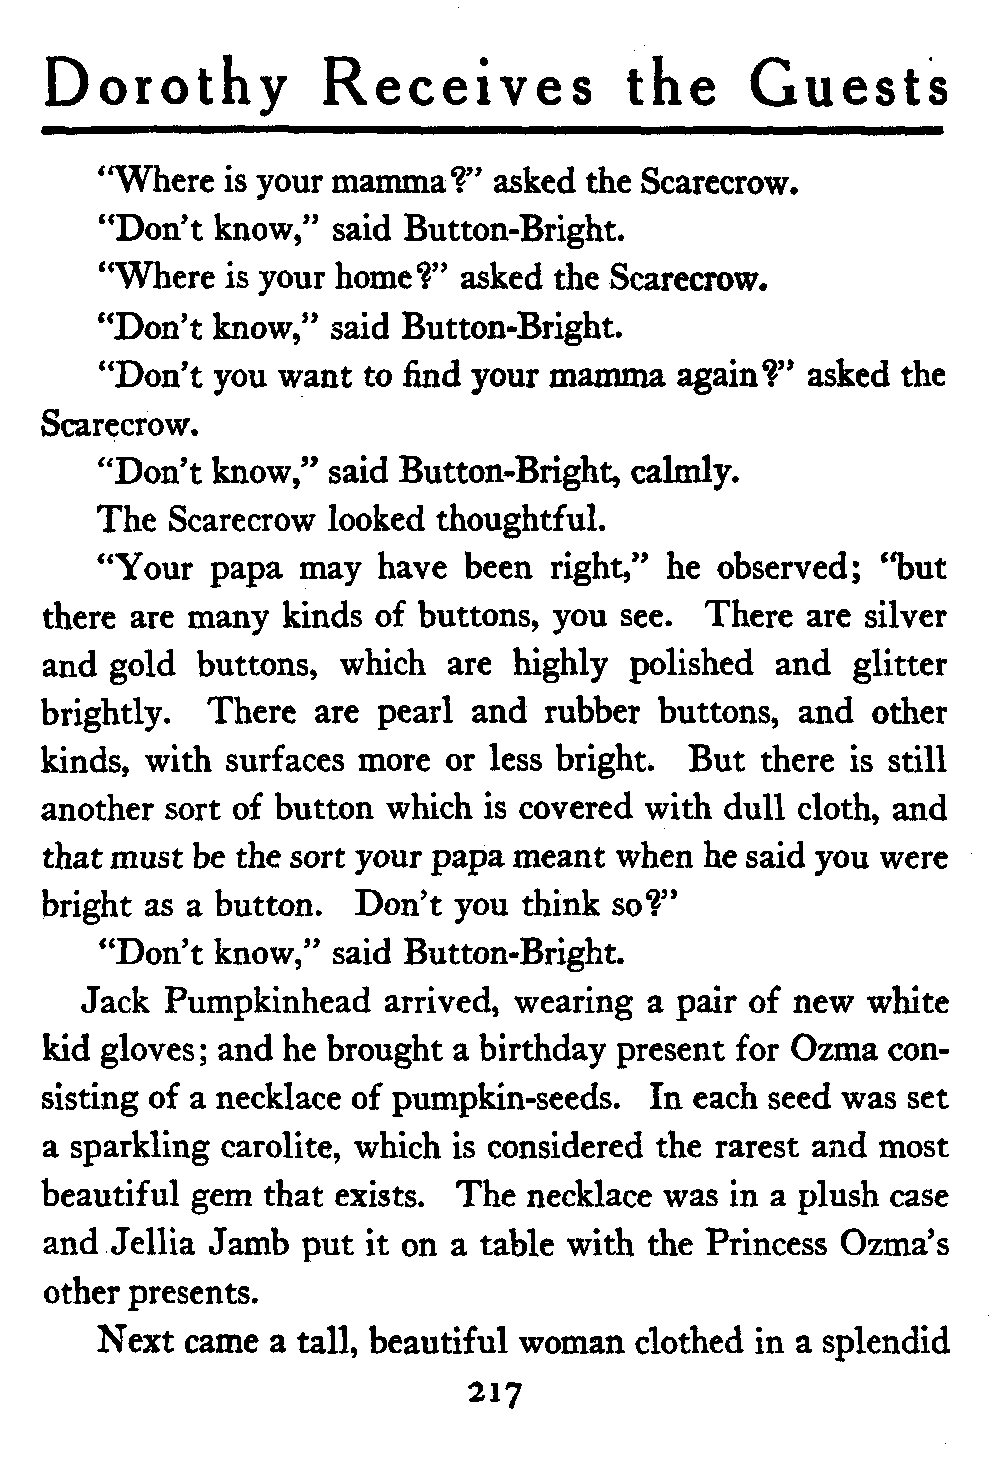 Dorothy Receives the Guests
“Where is your mamma?” asked the Scarecrow.
“Don’t know,” said Button-Bright.
“Where is your home?” asked the Scarecrow.
“Don’t know,” said Button-Bright.
“Don’t you want to find your mamma again?” asked the
Scarecrow.
“Don’t know,” said Button-Bright, calmly.
The Scarecrow looked thoughtful.
“Your papa may have been right,” he observed; “but
there are many kinds of buttons, you see. There are silver
and gold buttons, which are highly polished and glitter
brightly. There are pearl and rubber buttons, and other
kinds, with surfaces more or less bright. But there is still
another sort of button which is covered with dull cloth, and
that must be the sort your papa meant when he said you were
bright as a button. Don’t you think so?”
“Don’t know,” said Button-Bright.
Jack Pumpkinhead arrived, wearing a pair of new white
kid gloves; and he brought a birthday present for Ozma con-
sisting of a necklace of pumpkin-seeds. In each seed was set
a sparkling carolite, which is considered the rarest and most
beautiful gem that exists. The necklace was in a plush case
and Jellia Jamb put it on a table with the Princess Ozma’s
other presents.
Next came a tall, beautiful woman clothed in a splendid
217